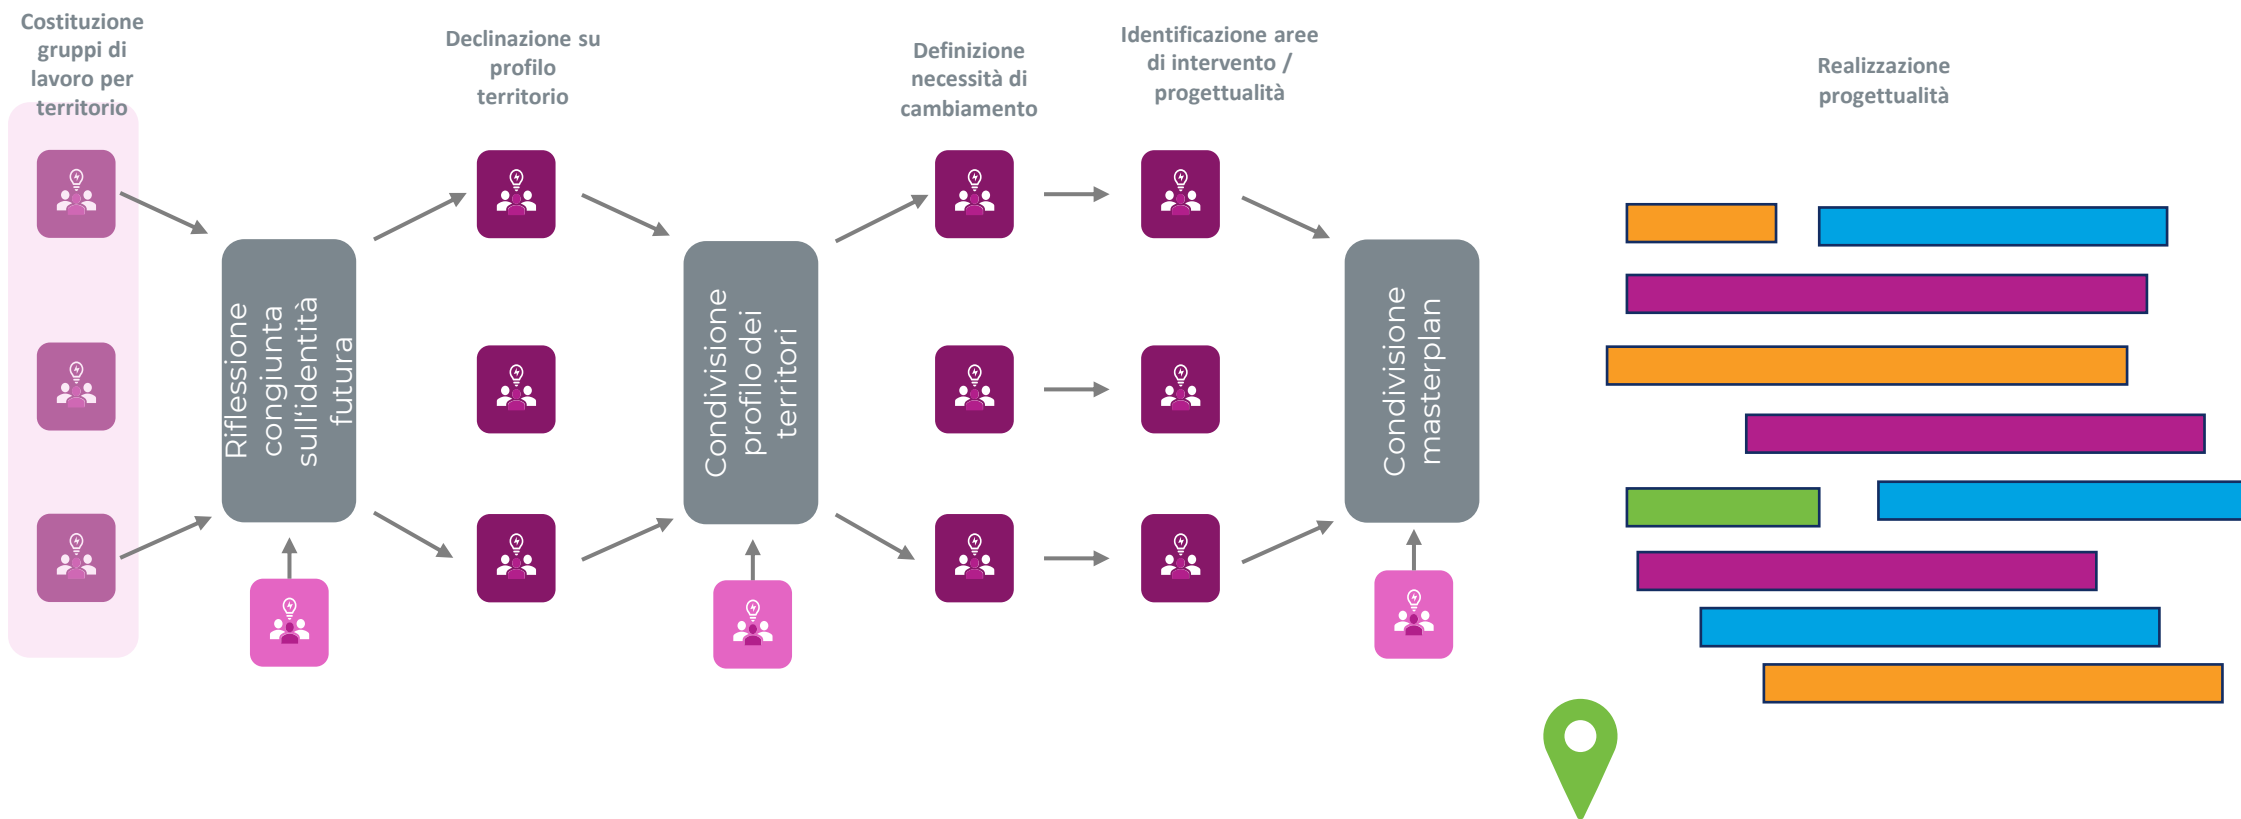 Costituzione
gruppi di
lavoro per
territorio
Declinazione su
profilo
territorio
Definizione
necessità di
cambiamento
Identificazione aree
di intervento /
progettualità
Realizzazione
progettualità
Riflessione
congiunta
sull'identità
futura
Condivisione
profilo dei
territori
Condivisione
masterplan